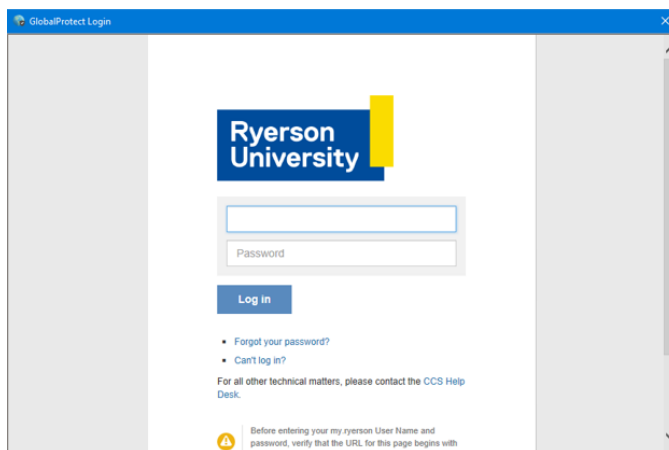 GlobalProtect Login
Ryerson
University
Password
Log in
Forgot your password?
Can't log in?
For all other technical matters, please contact the CCS Help
Desk.
Before entering your my.ryerson User Name and
password, verify that the URL for this page begins with